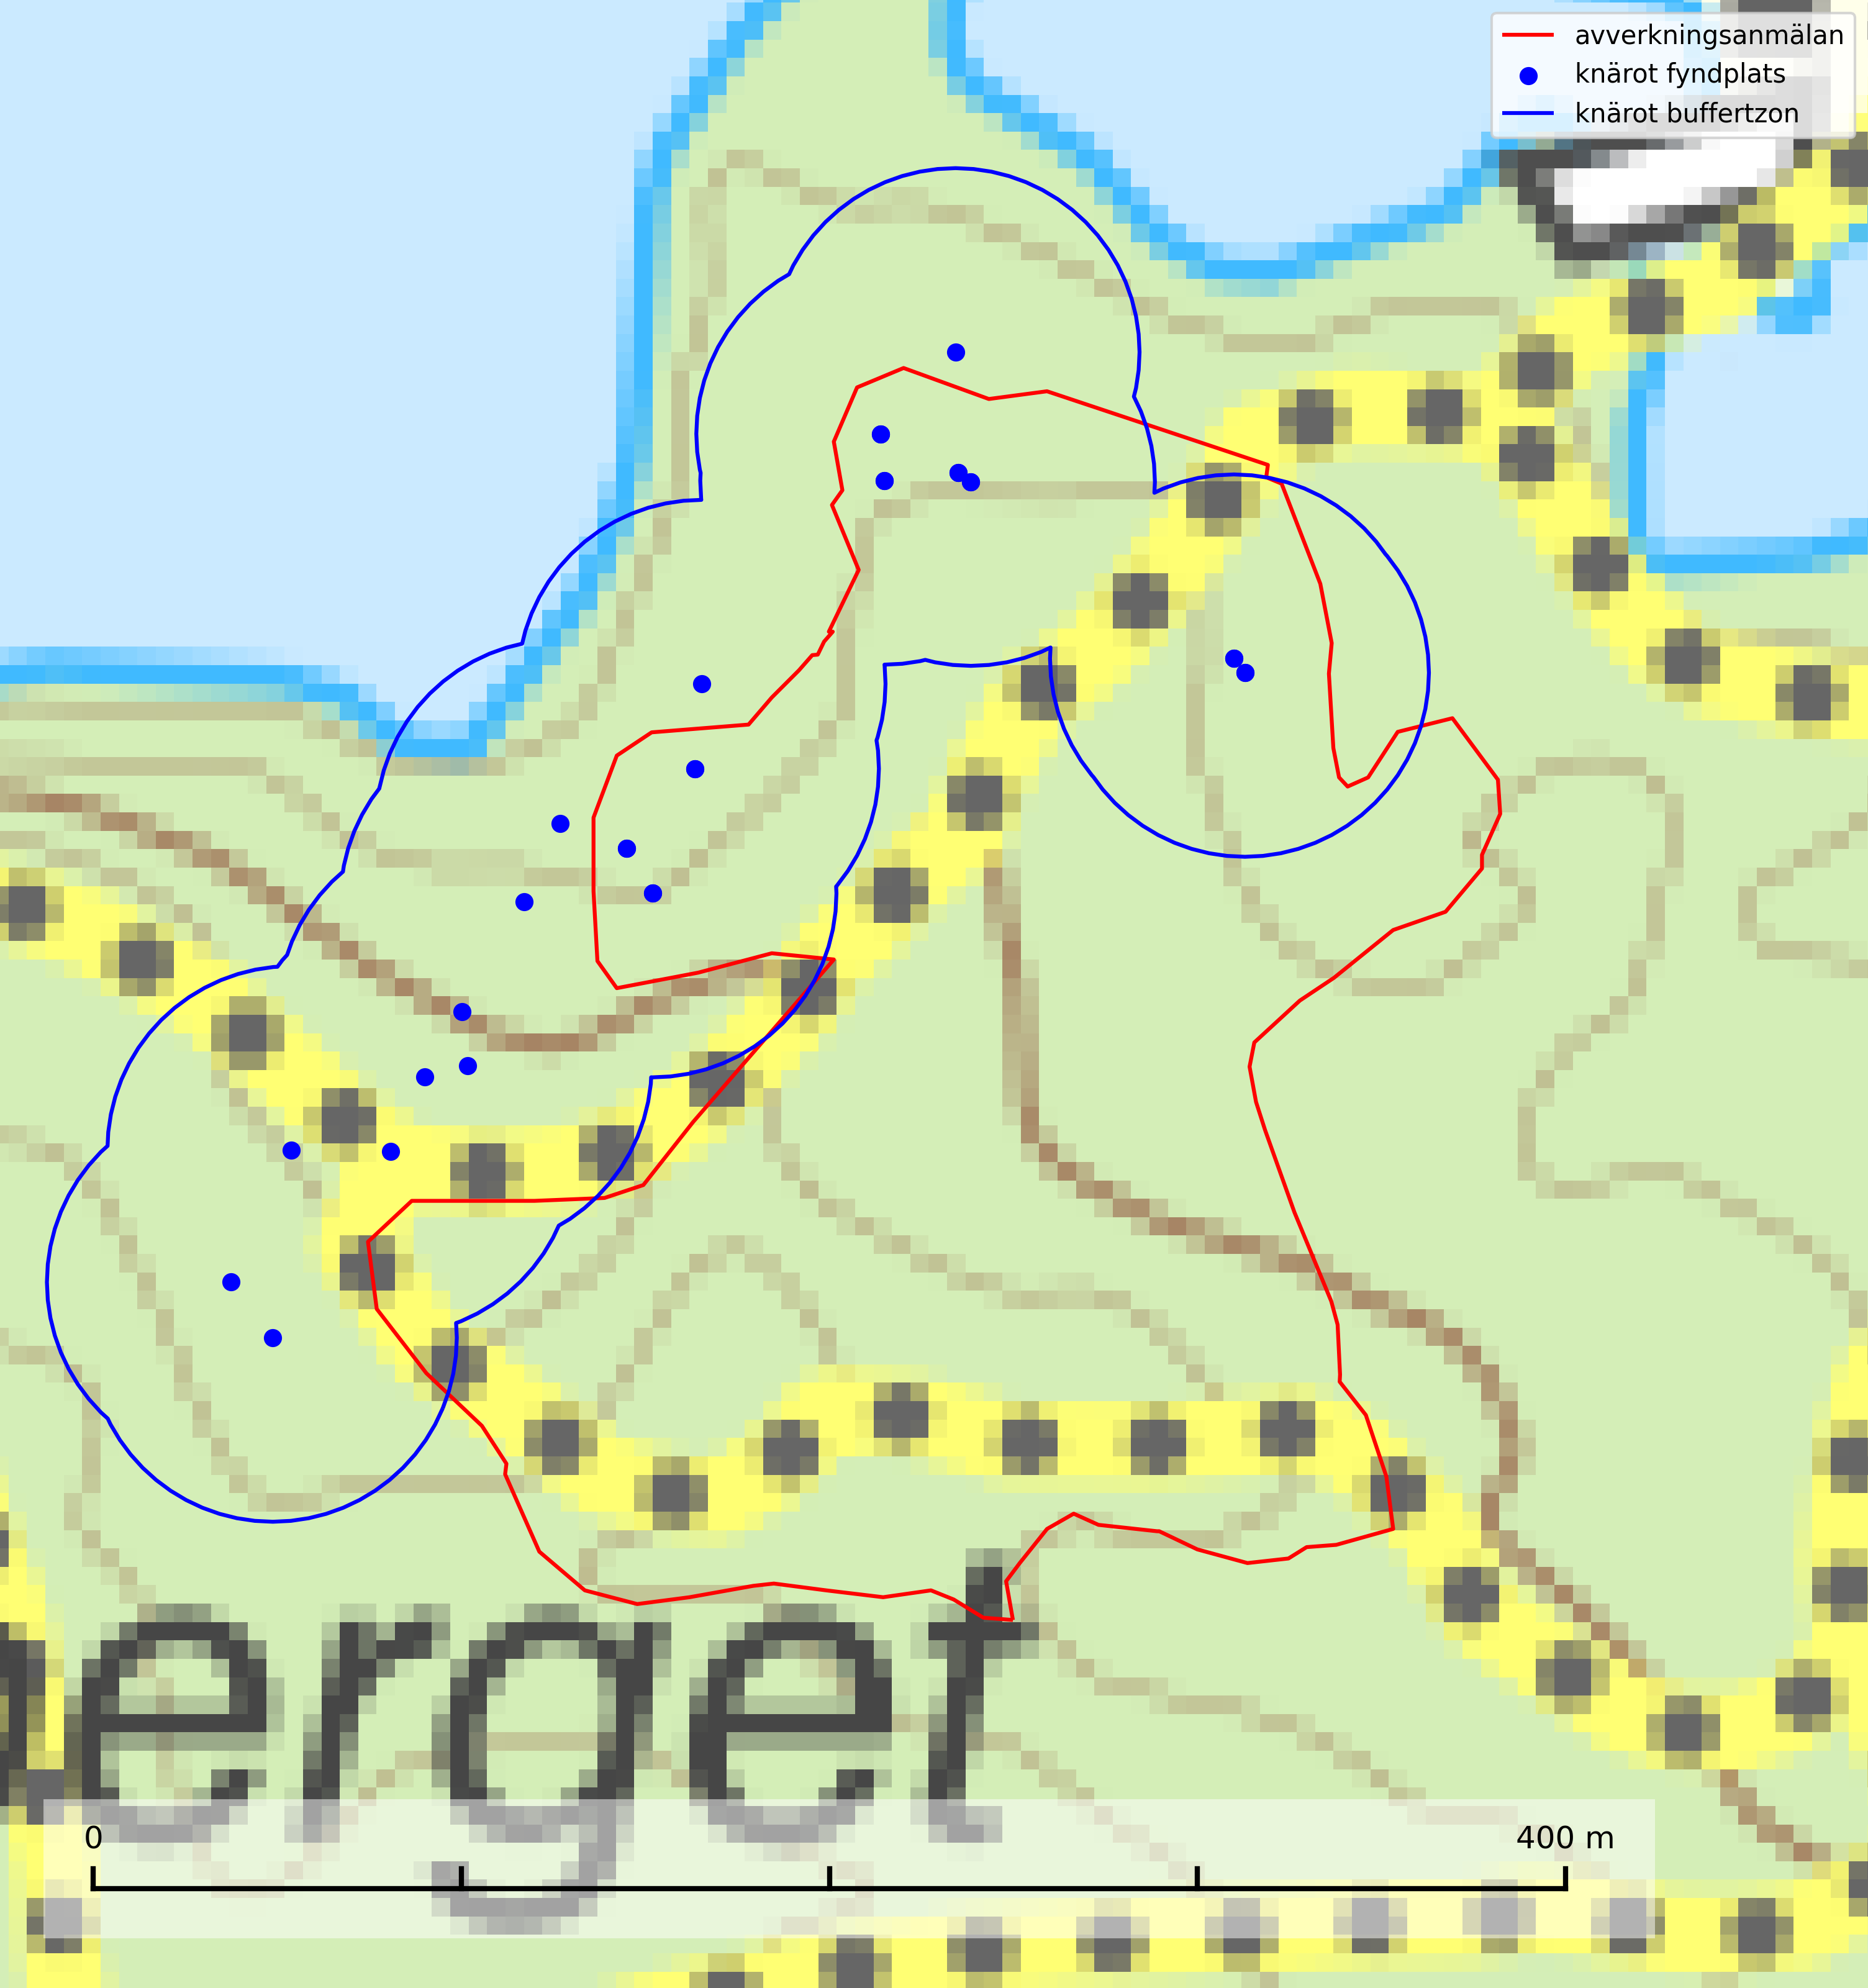 avverkningsanmälan
knärot fyndplats
knärot buffertzon
erget
0 400 m